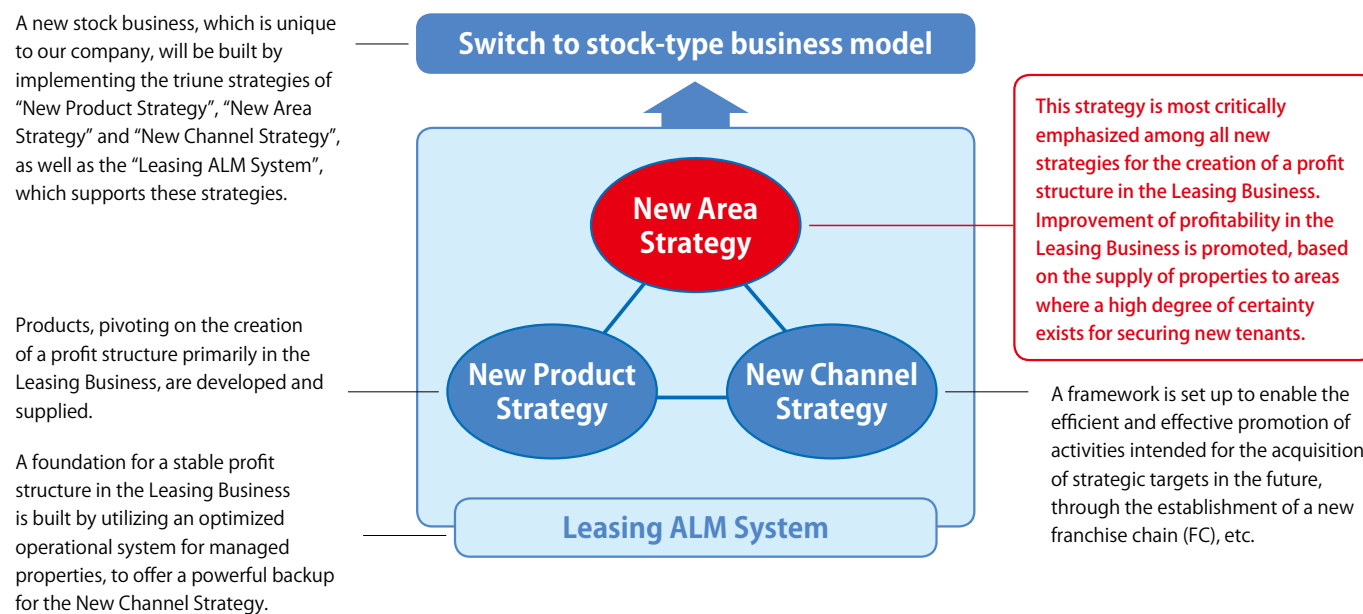 A new stock business, which is unique
to our company, will be built by
implementing the triune strategies of
“New Product Strategy”, “New Area
Strategy” and “New Channel Strategy”,
as well as the “Leasing ALM System”,
which supports these strategies.
Switch to stock-type business model
This strategy is most critically
emphasized among all new
strategies for the creation of a profit
structure in the Leasing Business.
Improvement of profitability in the
Leasing Business is promoted, based
on the supply of properties to areas
where a high degree of certainty
exists for securing new tenants.
New Area
Strategy
Products, pivoting on the creation
of a profit structure primarily in the
Leasing Business, are developed and
supplied.
New Product
Strategy
New Channel
Strategy
A framework is set up to enable the
efficient and effective promotion of
activities intended for the acquisition
of strategic targets in the future,
through the establishment of a new
franchise chain (FC), etc.
A foundation for a stable profit
structure in the Leasing Business
is built by utilizing an optimized
operational system for managed
properties, to offer a powerful backup
for the New Channel Strategy.
Leasing ALM System